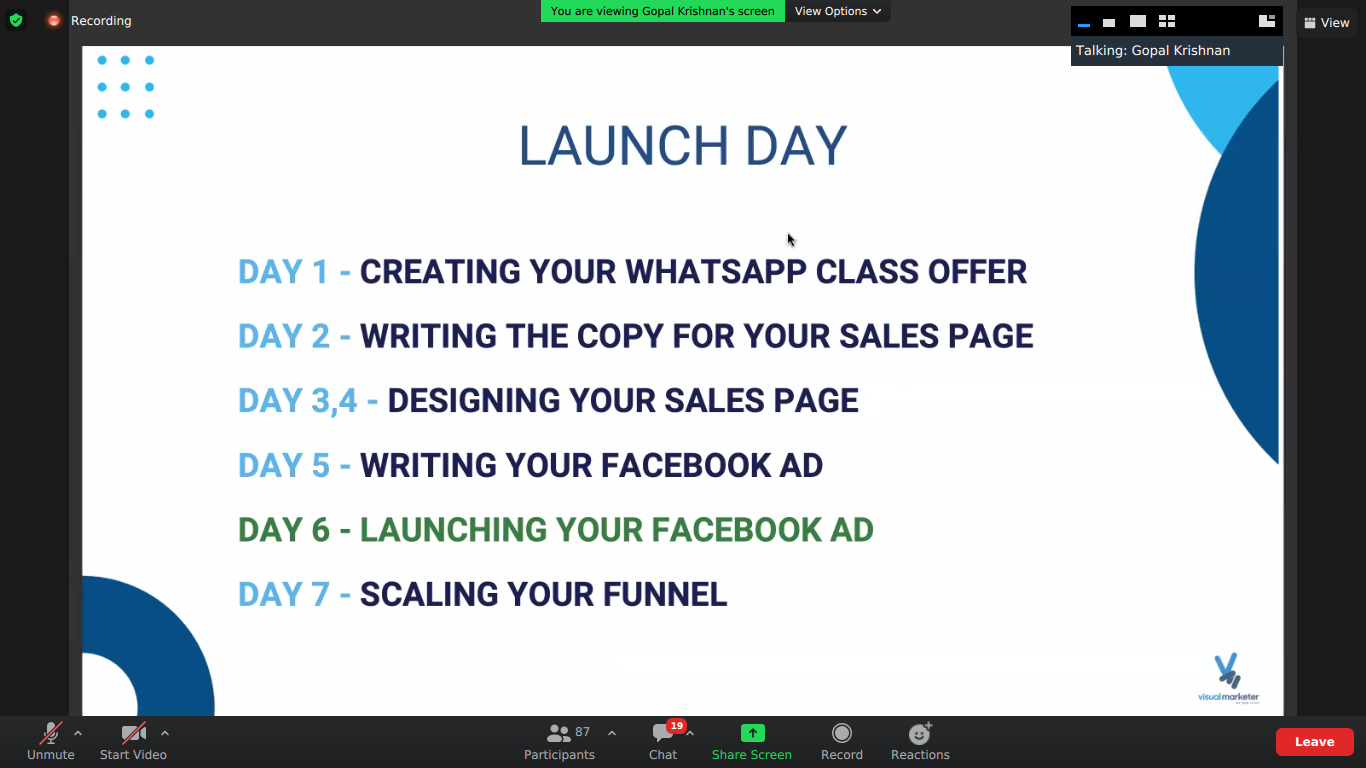 Recording
You are viewing Gopal Krishnan's screen
View Options
View
Talking: Gopal Krishnan
LAUNCH DAY
DAY 1 - CREATING YOUR WHATSAPP CLASS OFFER
DAY 2 - WRITING THE COPY FOR YOUR SALES PAGE
DAY 3,4 - DESIGNING YOUR SALES PAGE
DAY 5 - WRITING YOUR FACEBOOK AD
DAY 6 - LAUNCHING YOUR FACEBOOK AD
DAY 7 - SCALING YOUR FUNNEL
visualmarketer
Unmute
Start Video
87
Participants
19
Chat
Share Screen
Record
Reactions
Leave